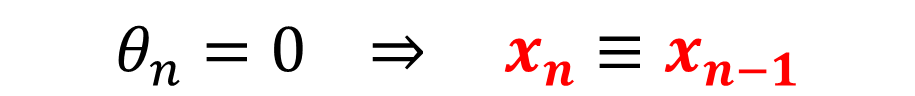 θₙ = 0 ⇒ xₙ ≡ xₙ₋₁